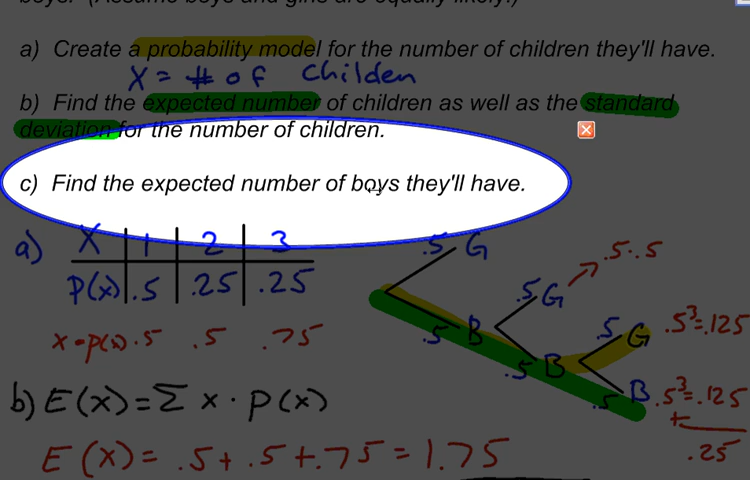 boys. (Assume boys and girls are equally likely.)
a) Create a probability model for the number of children they'll have.
X = # of Childen
b) Find the expected number of children as well as the standard
deviation for the number of children.
c) Find the expected number of boys they'll have.
a) X 1 2 3
P(x) .5 .25 .25
x•p(x) .5 .5 .75
.5 G
.5 B
.5 G .5·.5
.5 B
.5 G .5³=.125
.5 B .5³=.125
+
.25
b) E(x)=Σ x · p(x)
E(x)= .5+.5+.75=1.75